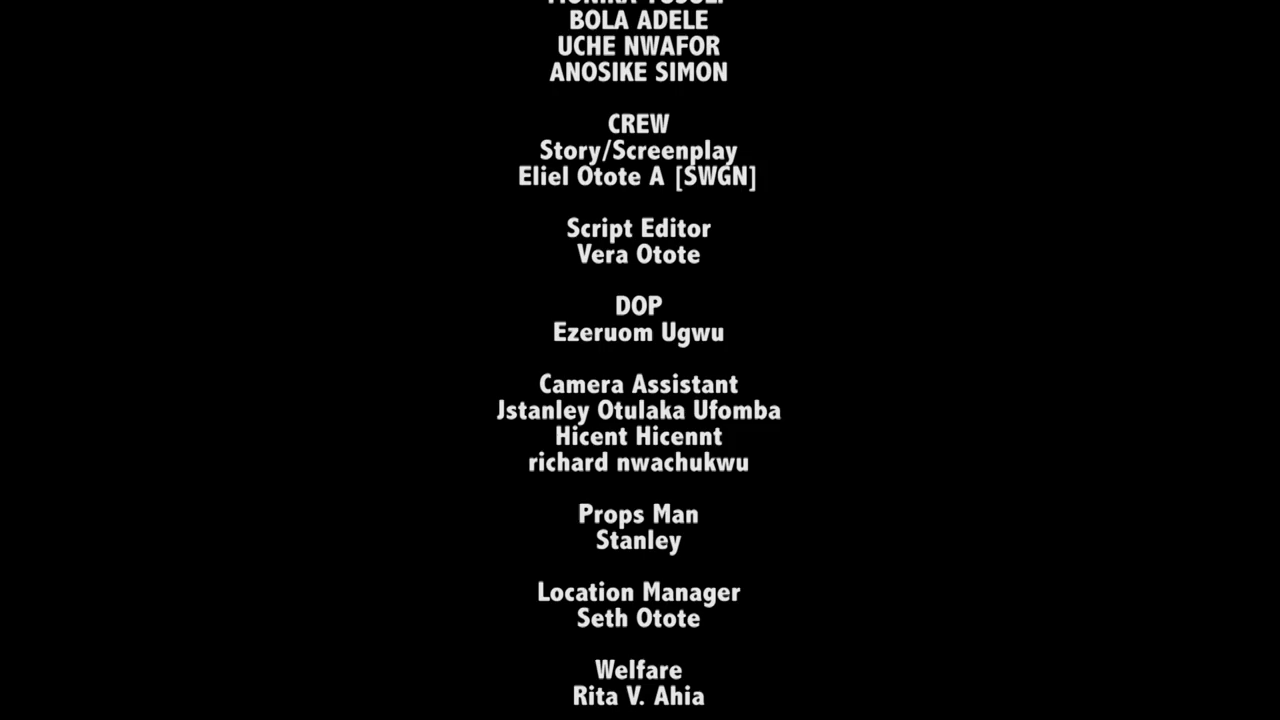 BOLA ADELE
UCHE NWAFOR
ANOSIKE SIMON
CREW
Story/Screenplay
Eliel Otote A [SWGN]
Script Editor
Vera Otote
DOP
Ezeruom Ugwu
Camera Assistant
Jstanley Otulaka Ufomba
Hicent Hicennt
richard nwachukwu
Props Man
Stanley
Location Manager
Seth Otote
Welfare
Rita V. Ahia